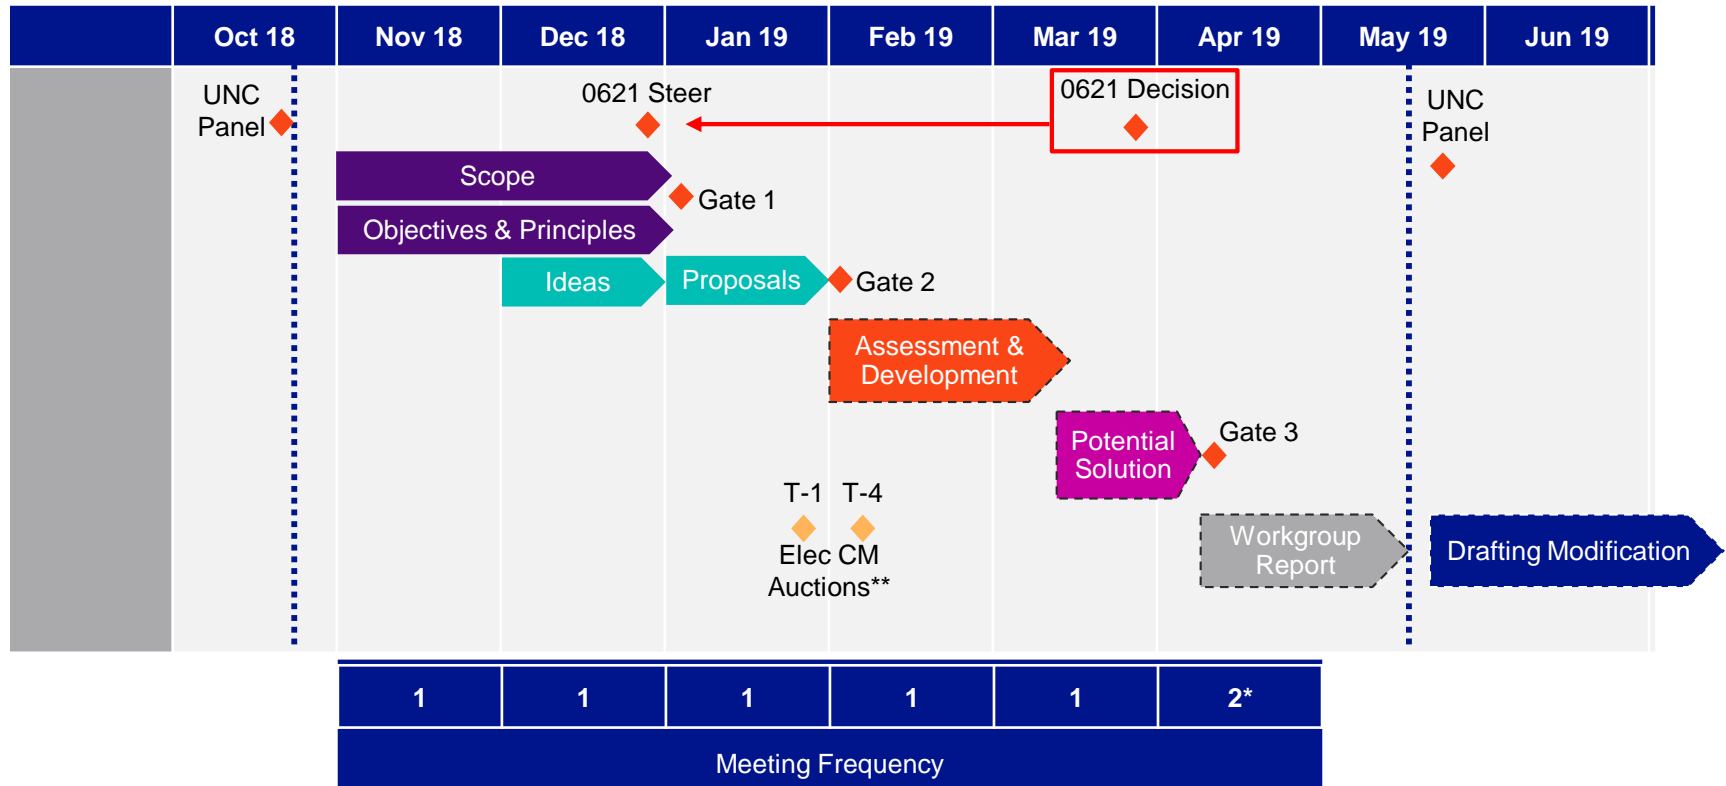 Oct 18
Nov 18
Dec 18
Jan 19
Feb 19
Mar 19
Apr 19
May 19
Jun 19
UNC
Panel
0621 Steer
0621 Decision
UNC
Panel
Scope
Gate 1
Objectives & Principles
Ideas
Proposals
Gate 2
Assessment &
Development
Potential
Solution
Gate 3
T-1
T-4
Elec CM
Auctions**
Workgroup
Report
Drafting Modification
1
1
1
1
1
2*
Meeting Frequency